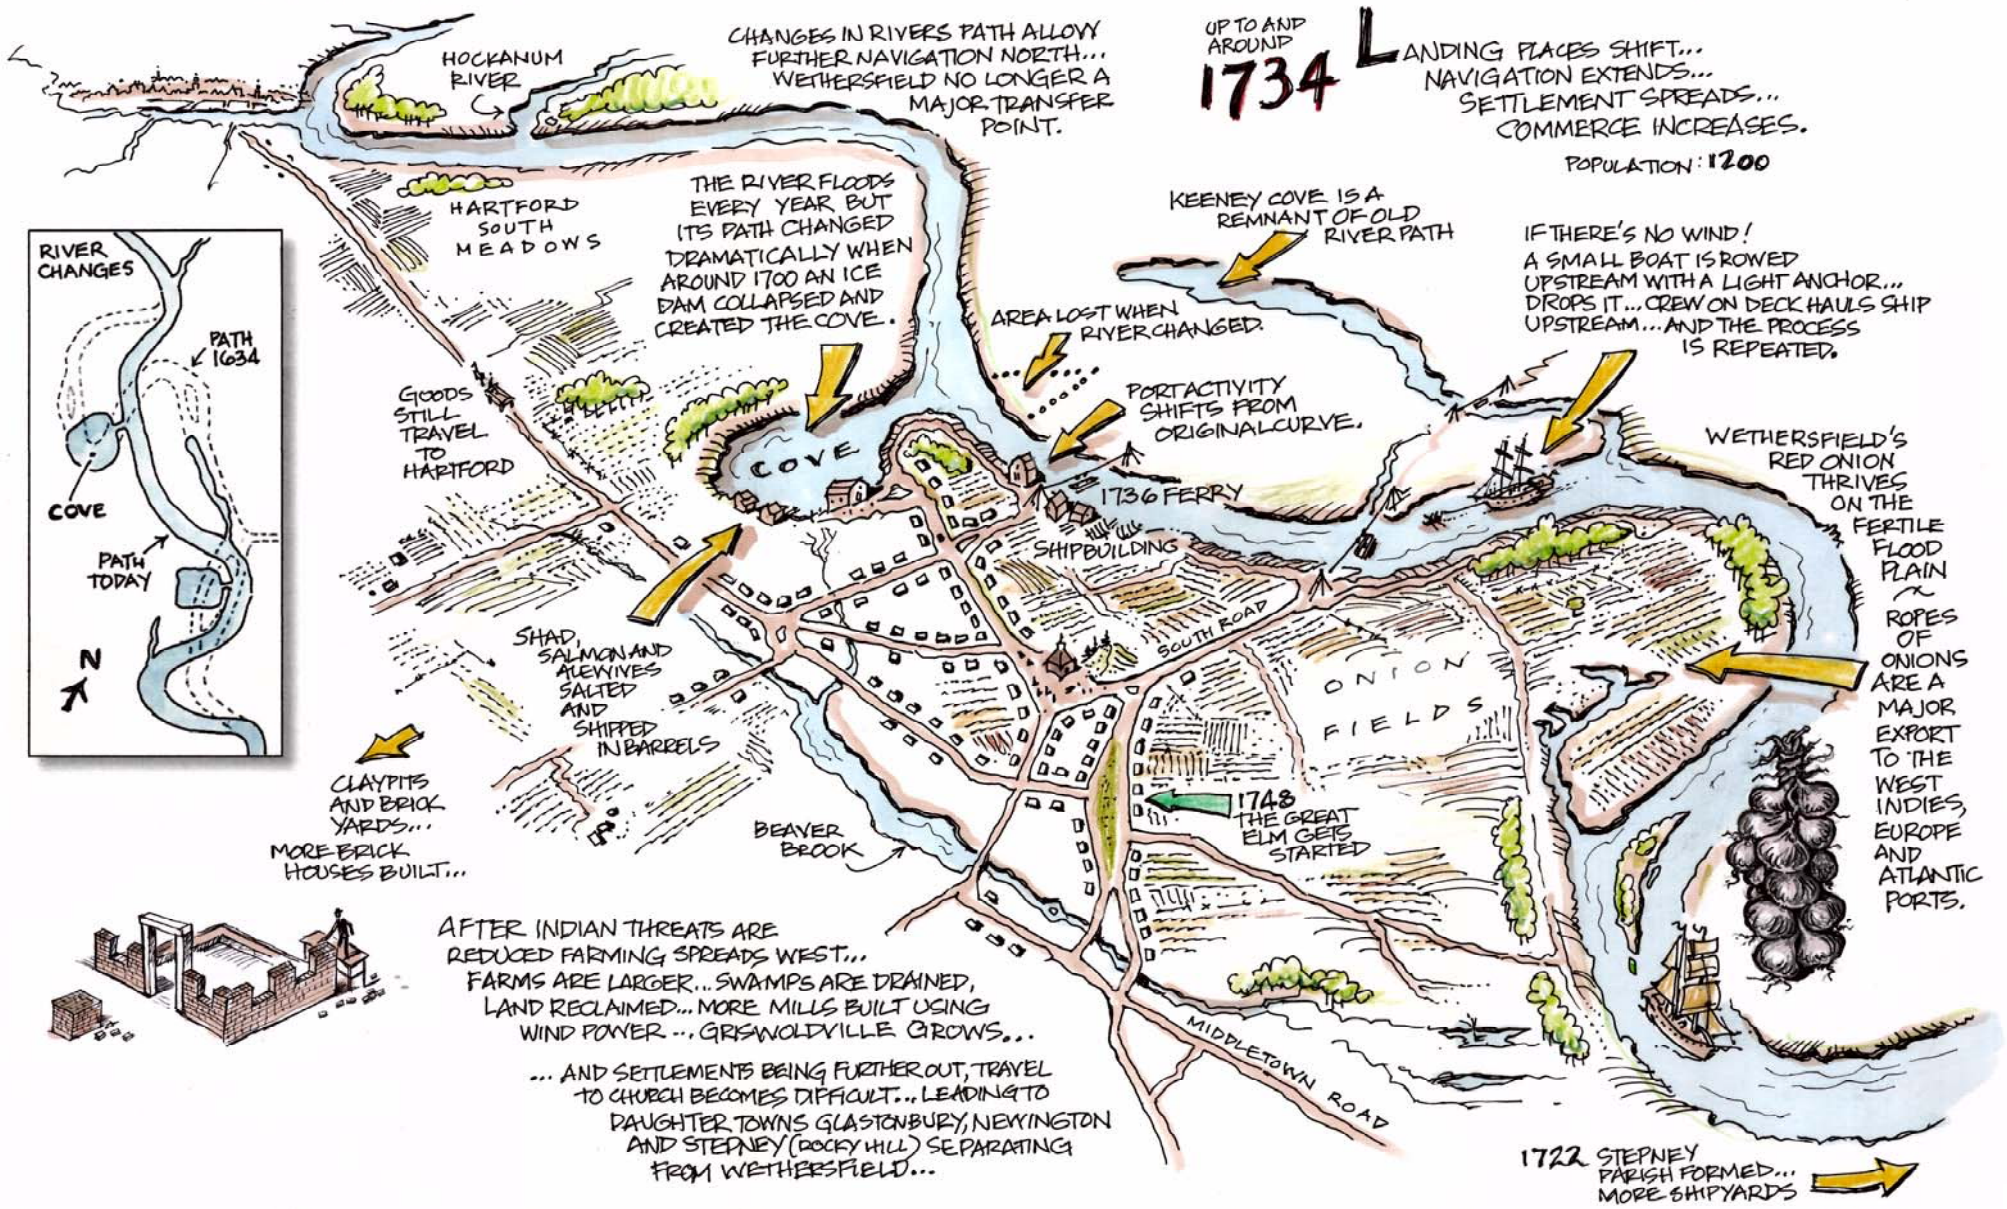 HOCKANUM
RIVER
CHANGES IN RIVERS PATH ALLOW
FURTHER NAVIGATION NORTH...
WETHERSFIELD NO LONGER A
MAJOR TRANSFER
POINT.
UP TO AND
AROUND
1734
LANDING PLACES SHIFT...
NAVIGATION EXTENDS...
SETTLEMENT SPREADS...
COMMERCE INCREASES.
POPULATION: 1200
HARTFORD
SOUTH
MEADOWS
THE RIVER FLOODS
EVERY YEAR BUT
ITS PATH CHANGED
DRAMATICALLY WHEN
AROUND 1700 AN ICE
DAM COLLAPSED AND
CREATED THE COVE.
KEENEY COVE IS A
REMNANT OF OLD
RIVER PATH
IF THERE'S NO WIND!
A SMALL BOAT IS ROWED
UPSTREAM WITH A LIGHT ANCHOR...
DROPS IT... CREW ON DECK HAULS SHIP
UPSTREAM... AND THE PROCESS
IS REPEATED.
AREA LOST WHEN
RIVER CHANGED.
RIVER
CHANGES
PATH
1634
COVE
PATH
TODAY
N
GOODS
STILL
TRAVEL
TO
HARTFORD
COVE
PORT ACTIVITY
SHIFTS FROM
ORIGINAL CURVE.
1736 FERRY
SHIPBUILDING
WETHERSFIELD'S
RED ONION
THRIVES
ON THE
FERTILE
FLOOD
PLAIN
~
ROPES
OF
ONIONS
ARE A
MAJOR
EXPORT
TO THE
WEST
INDIES,
EUROPE
AND
ATLANTIC
PORTS.
SHAD,
SALMON AND
ALEWIVES
SALTED
AND
SHIPPED
IN BARRELS
SOUTH ROAD
ONION
FIELDS
CLAYPITS
AND BRICK
YARDS...
MORE BRICK
HOUSES BUILT...
BEAVER
BROOK
1748
THE GREAT
ELM GETS
STARTED
AFTER INDIAN THREATS ARE
REDUCED FARMING SPREADS WEST...
FARMS ARE LARGER... SWAMPS ARE DRAINED,
LAND RECLAIMED... MORE MILLS BUILT USING
WIND POWER... GRISWOLDVILLE GROWS...
... AND SETTLEMENTS BEING FURTHER OUT, TRAVEL
TO CHURCH BECOMES DIFFICULT... LEADING TO
DAUGHTER TOWNS GLASTONBURY, NEWINGTON
AND STEPNEY (ROCKY HILL) SEPARATING
FROM WETHERSFIELD...
MIDDLETOWN ROAD
1722 STEPNEY
PARISH FORMED...
MORE SHIPYARDS